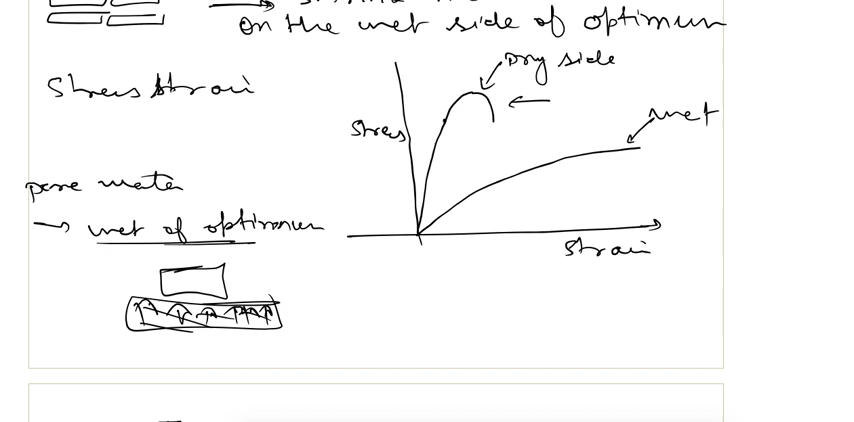 on the wet side of optimum
Dry side
Stress strain
wet
Stress
pore water
→ wet of optimum
Strain